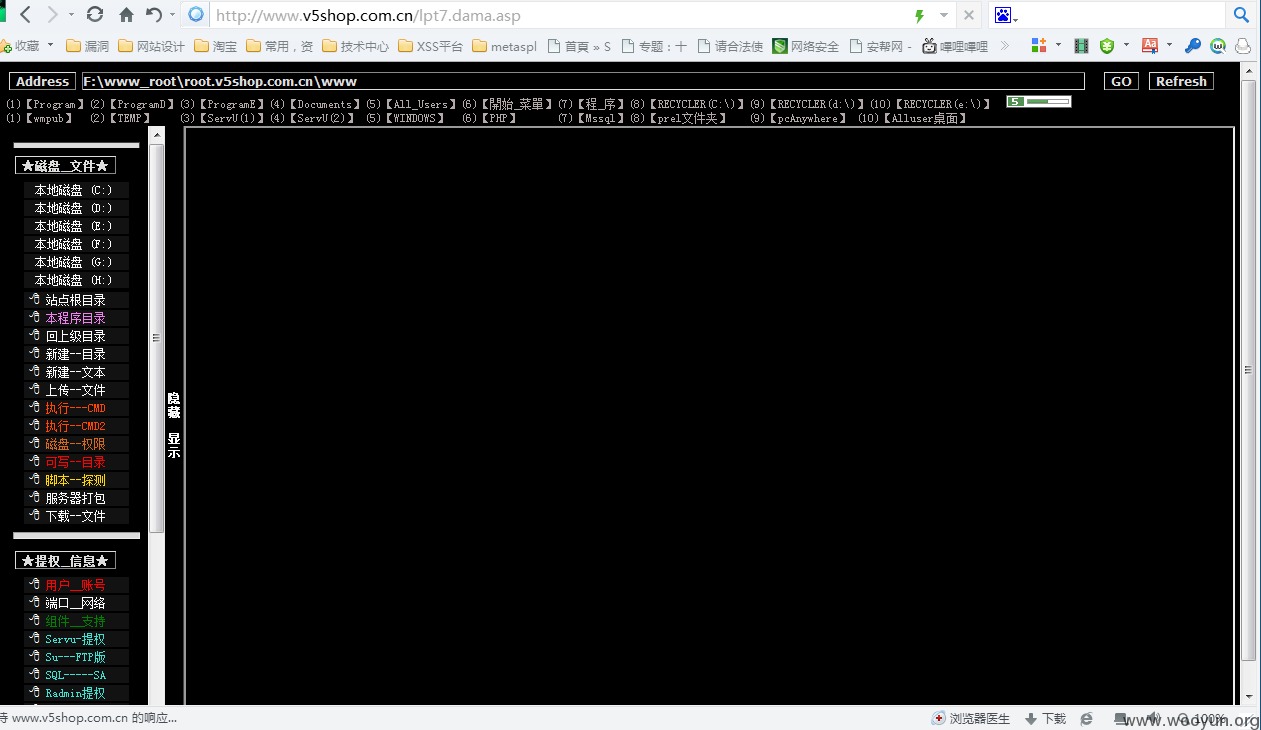 http://www.v5shop.com.cn/lpt7.dama.asp
收藏 漏洞 网站设计 淘宝 常用,资 技术中心 XSS平台 metaspl 首頁 » S 专题:十 请合法使 网络安全 安帮网 - 哔哩哔哩 »
Address F:\www_root\root.v5shop.com.cn\www GO Refresh
(1)【Program】(2)【ProgramD】(3)【ProgramE】(4)【Documents】(5)【All_Users】(6)【開始_菜單】(7)【程_序】(8)【RECYCLER(C:\)】(9)【RECYCLER(d:\)】(10)【RECYCLER(e:\)】 5
(1)【wmpub】 (2)【TEMP】 (3)【ServU(1)】(4)【ServU(2)】 (5)【WINDOWS】 (6)【PHP】 (7)【Mssql】(8)【prel文件夹】 (9)【pcAnywhere】 (10)【Alluser桌面】
★磁盘__文件★
本地磁盘 (C:)
本地磁盘 (D:)
本地磁盘 (E:)
本地磁盘 (F:)
本地磁盘 (G:)
本地磁盘 (H:)
站点根目录
本程序目录
回上级目录
新建--目录
新建--文本
上传--文件
执行---CMD
执行--CMD2
磁盘--权限
可写--目录
脚本--探测
服务器打包
下载--文件
隐藏
显示
★提权__信息★
用户__账号
端口__网络
组件__支持
Servu-提权
Su---FTP版
SQL-----SA
Radmin提权
待 www.v5shop.com.cn 的响应...
浏览器医生 下载 100%
www.wooyun.org